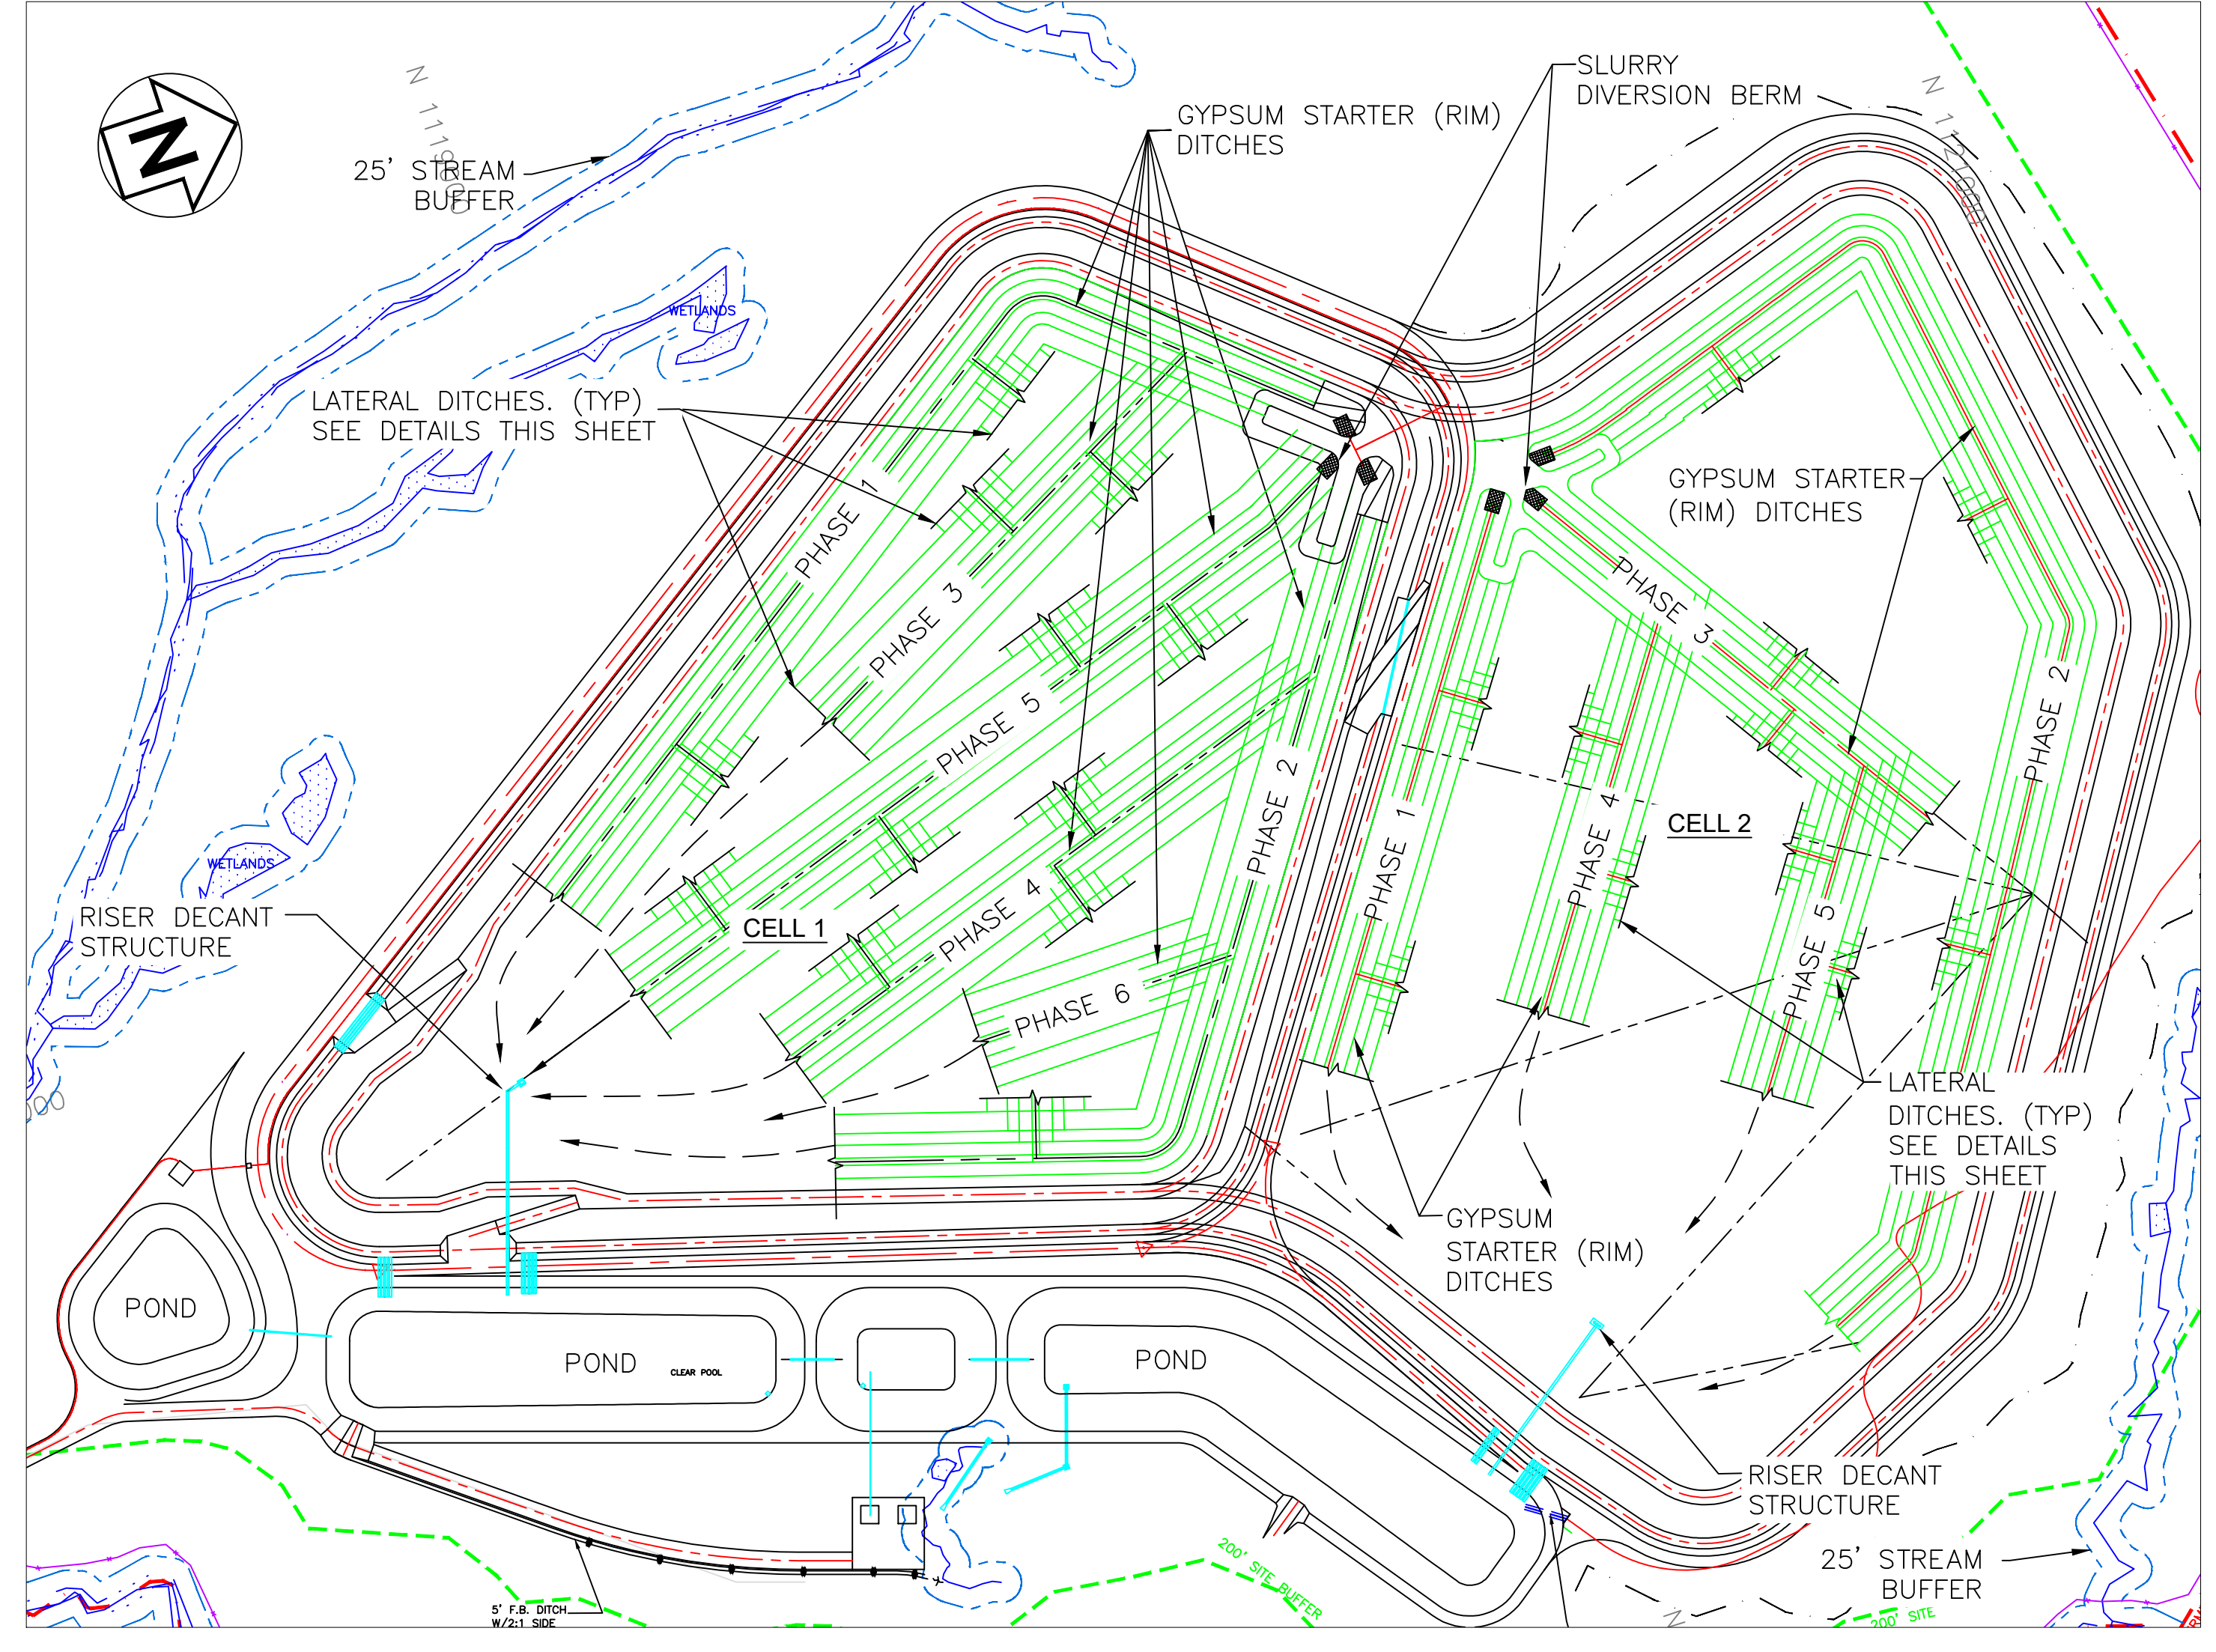 N 1119000
N 1121000
SLURRY
DIVERSION BERM
GYPSUM STARTER (RIM)
DITCHES
N
25' STREAM
BUFFER
WETLANDS
LATERAL DITCHES. (TYP)
SEE DETAILS THIS SHEET
GYPSUM STARTER
(RIM) DITCHES
PHASE 1
PHASE 3
PHASE 5
PHASE 4
PHASE 2
PHASE 6
CELL 1
PHASE 1
PHASE 3
PHASE 4
PHASE 2
PHASE 5
CELL 2
WETLANDS
RISER DECANT
STRUCTURE
000
LATERAL
DITCHES. (TYP)
SEE DETAILS
THIS SHEET
GYPSUM
STARTER (RIM)
DITCHES
POND
POND
CLEAR POOL
POND
RISER DECANT
STRUCTURE
25' STREAM
BUFFER
200' SITE BUFFER
200' SITE
5' F.B. DITCH
W/2:1 SIDE
N